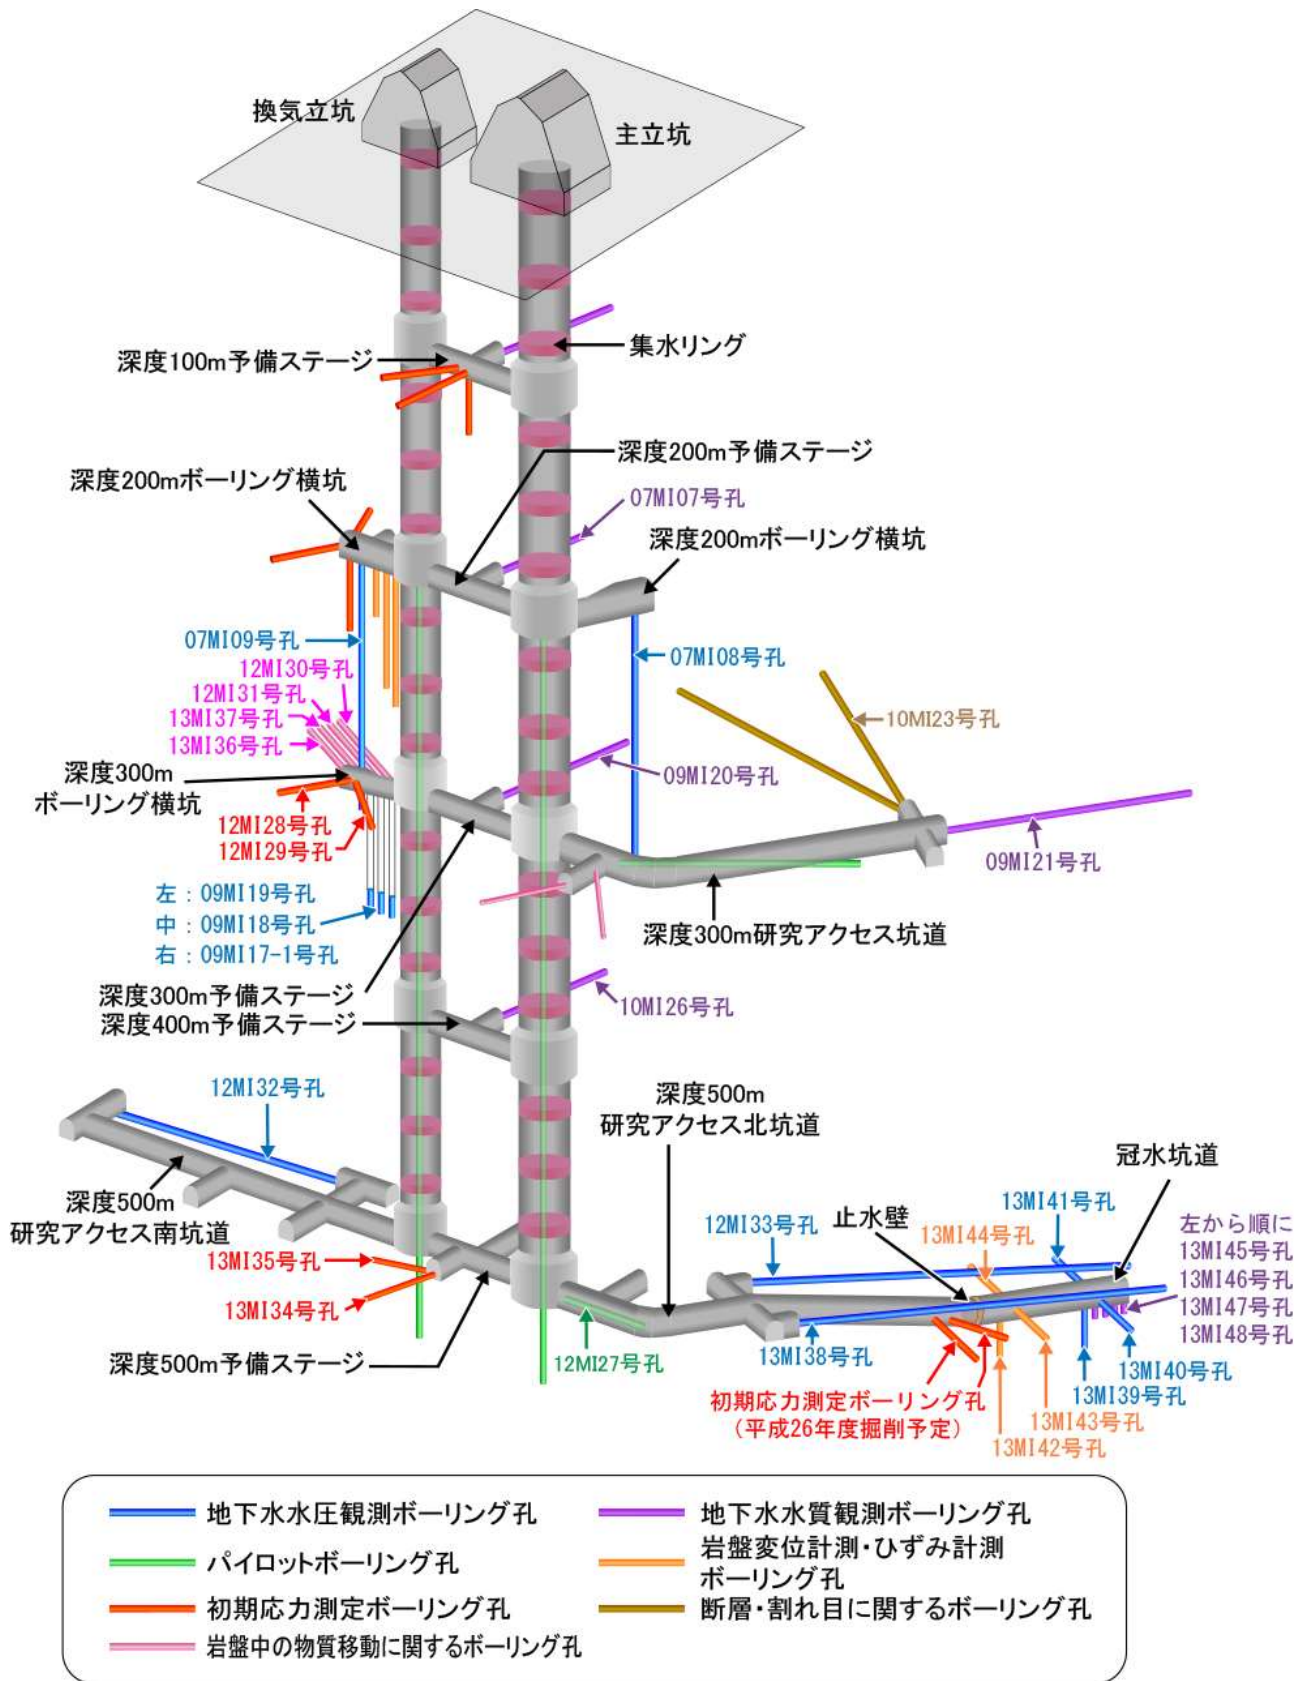 換気立坑
主立坑
集水リング
深度100m予備ステージ
深度200m予備ステージ
深度200mボーリング横坑
07MI07号孔
深度200mボーリング横坑
07MI09号孔
07MI08号孔
12MI30号孔
12MI31号孔
13MI37号孔
13MI36号孔
10MI23号孔
深度300m
ボーリング横坑
09MI20号孔
12MI28号孔
12MI29号孔
09MI21号孔
左：09MI19号孔
中：09MI18号孔
右：09MI17-1号孔
深度300m研究アクセス坑道
深度300m予備ステージ
深度400m予備ステージ
10MI26号孔
12MI32号孔
深度500m
研究アクセス北坑道
冠水坑道
深度500m
研究アクセス南坑道
12MI33号孔
止水壁
13MI44号孔
13MI41号孔
左から順に
13MI45号孔
13MI46号孔
13MI47号孔
13MI48号孔
13MI35号孔
13MI34号孔
深度500m予備ステージ
12MI27号孔
13MI38号孔
初期応力測定ボーリング孔
（平成26年度掘削予定）
13MI40号孔
13MI39号孔
13MI43号孔
13MI42号孔
地下水水圧観測ボーリング孔
地下水水質観測ボーリング孔
パイロットボーリング孔
岩盤変位計測・ひずみ計測
ボーリング孔
初期応力測定ボーリング孔
断層・割れ目に関するボーリング孔
岩盤中の物質移動に関するボーリング孔